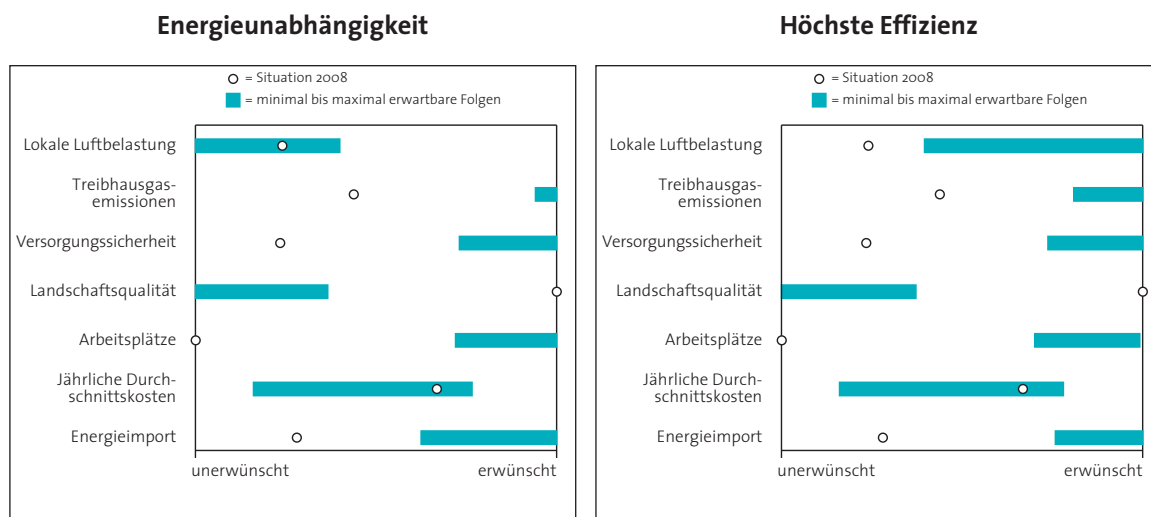 Energieunabhängigkeit
= Situation 2008
= minimal bis maximal erwartbare Folgen
Lokale Luftbelastung
Treibhausgas-
emissionen
Versorgungssicherheit
Landschaftsqualität
Arbeitsplätze
Jährliche Durch-
schnittskosten
Energieimport
unerwünscht
erwünscht
Höchste Effizienz
= Situation 2008
= minimal bis maximal erwartbare Folgen
Lokale Luftbelastung
Treibhausgas-
emissionen
Versorgungssicherheit
Landschaftsqualität
Arbeitsplätze
Jährliche Durch-
schnittskosten
Energieimport
unerwünscht
erwünscht